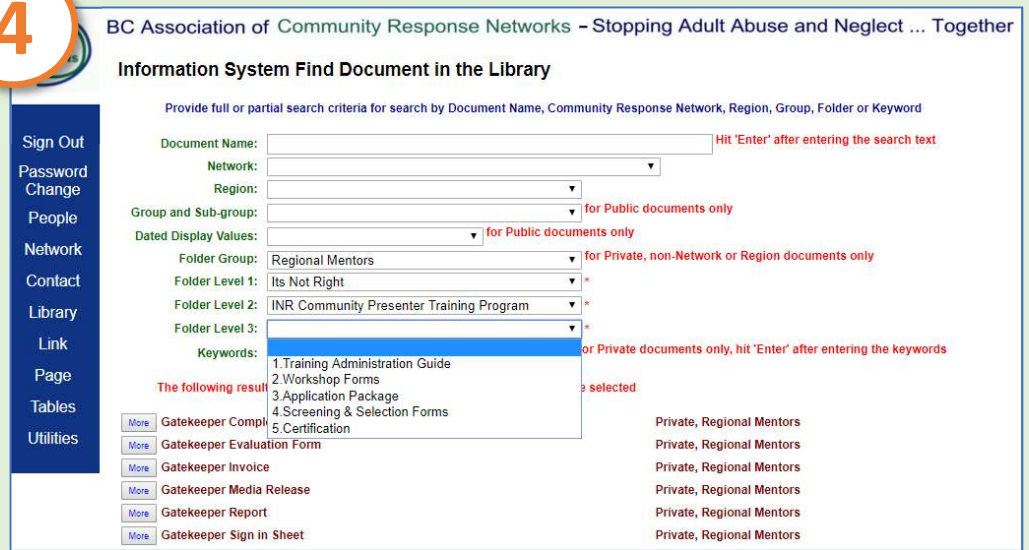 4
BC Association of Community Response Networks – Stopping Adult Abuse and Neglect ... Together
Information System Find Document in the Library
Provide full or partial search criteria for search by Document Name, Community Response Network, Region, Group, Folder or Keyword
Sign Out
Password
Change
People
Network
Contact
Library
Link
Page
Tables
Utilities
Document Name: Hit 'Enter' after entering the search text
Network:
Region:
Group and Sub-group: for Public documents only
Dated Display Values: for Public documents only
Folder Group: Regional Mentors for Private, non-Network or Region documents only
Folder Level 1: Its Not Right *
Folder Level 2: INR Community Presenter Training Program *
Folder Level 3: *
Keywords: or Private documents only, hit 'Enter' after entering the keywords
1.Training Administration Guide
2.Workshop Forms
3.Application Package
4.Screening & Selection Forms
5.Certification
The following result selected
More Gatekeeper Compl Private, Regional Mentors
More Gatekeeper Evaluation Form Private, Regional Mentors
More Gatekeeper Invoice Private, Regional Mentors
More Gatekeeper Media Release Private, Regional Mentors
More Gatekeeper Report Private, Regional Mentors
More Gatekeeper Sign in Sheet Private, Regional Mentors